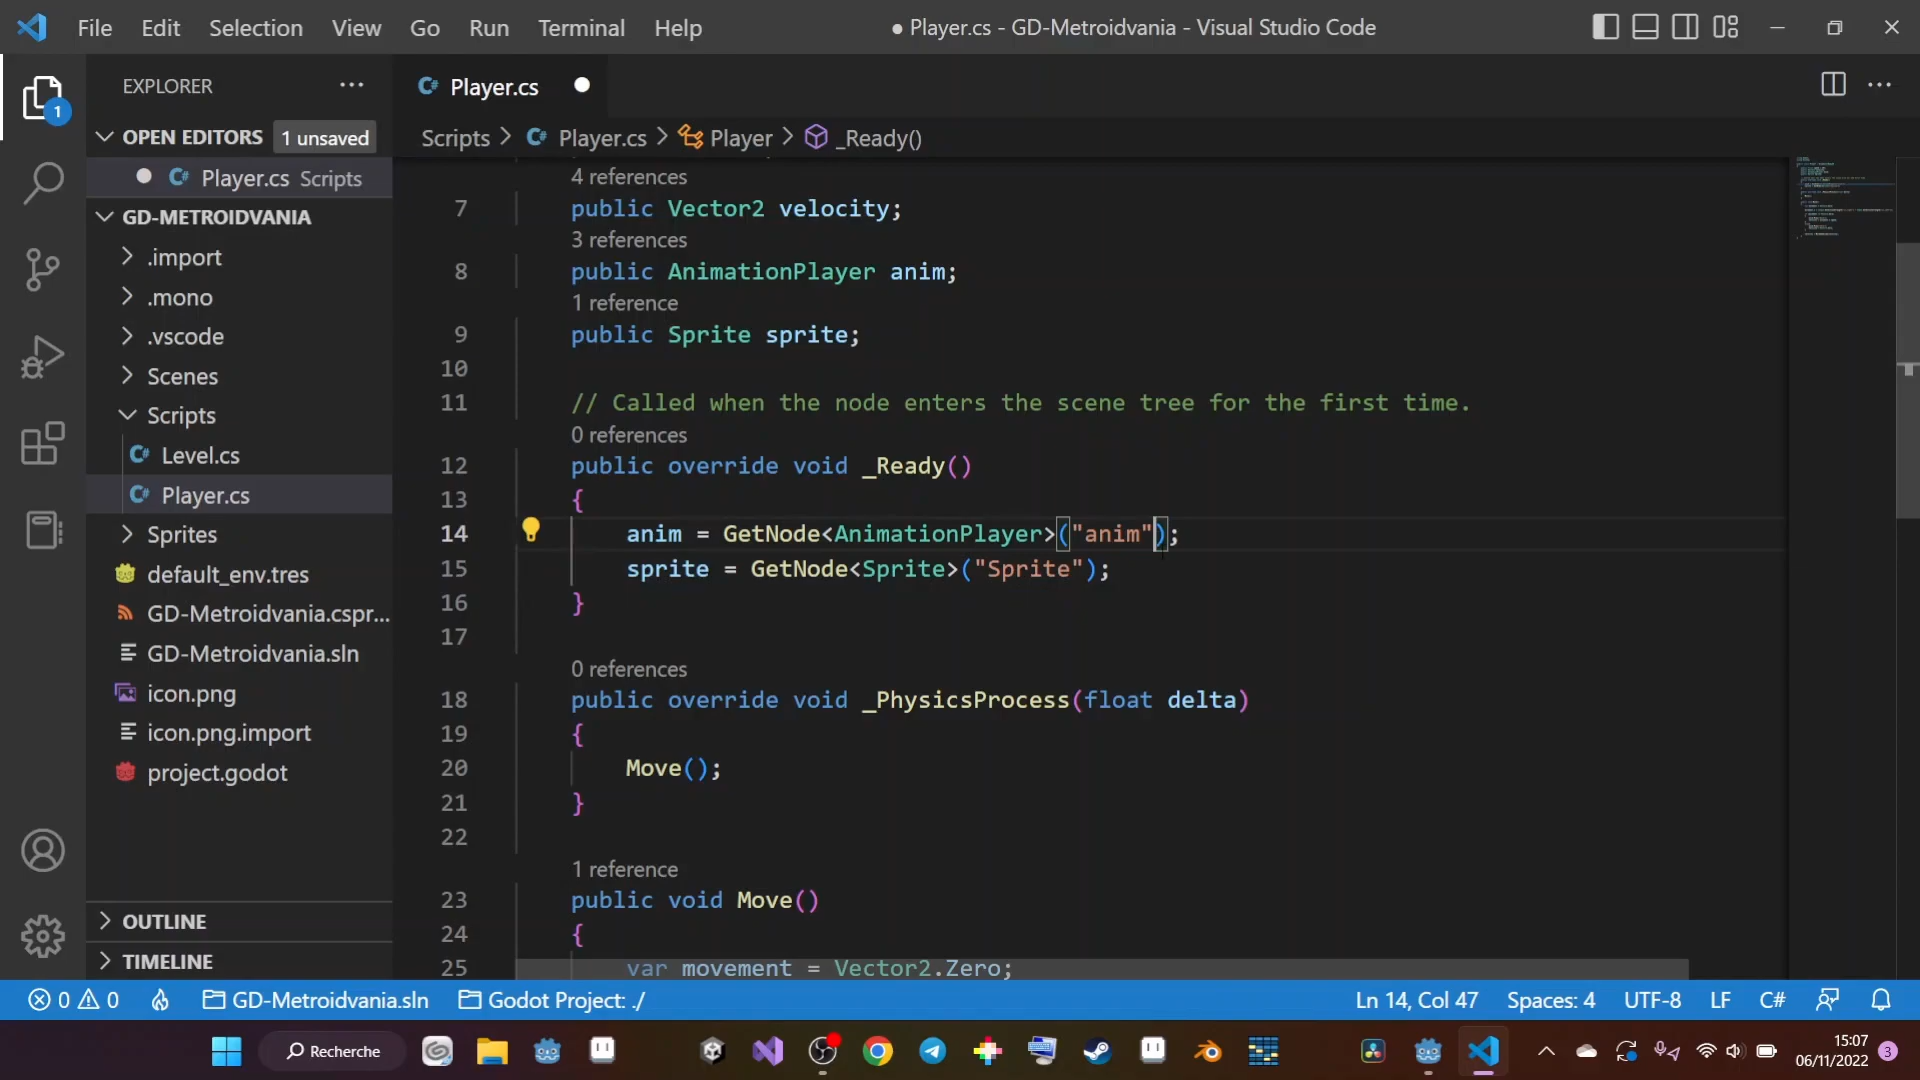 File Edit Selection View Go Run Terminal Help
● Player.cs - GD-Metroidvania - Visual Studio Code
EXPLORER
1
OPEN EDITORS 1 unsaved
Player.cs Scripts
GD-METROIDVANIA
.import
.mono
.vscode
Scenes
Scripts
Level.cs
Player.cs
Sprites
default_env.tres
GD-Metroidvania.cspr...
GD-Metroidvania.sln
icon.png
icon.png.import
project.godot
OUTLINE
TIMELINE
Player.cs
Scripts > Player.cs > Player > _Ready()
4 references
7 public Vector2 velocity;
3 references
8 public AnimationPlayer anim;
1 reference
9 public Sprite sprite;
10
11 // Called when the node enters the scene tree for the first time.
0 references
12 public override void _Ready()
13 {
14 anim = GetNode<AnimationPlayer>("anim");
15 sprite = GetNode<Sprite>("Sprite");
16 }
17
0 references
18 public override void _PhysicsProcess(float delta)
19 {
20 Move();
21 }
22
1 reference
23 public void Move()
24 {
25 var movement = Vector2.Zero;
0 0 GD-Metroidvania.sln Godot Project: ./ Ln 14, Col 47 Spaces: 4 UTF-8 LF C#
Recherche
15:07
06/11/2022 3